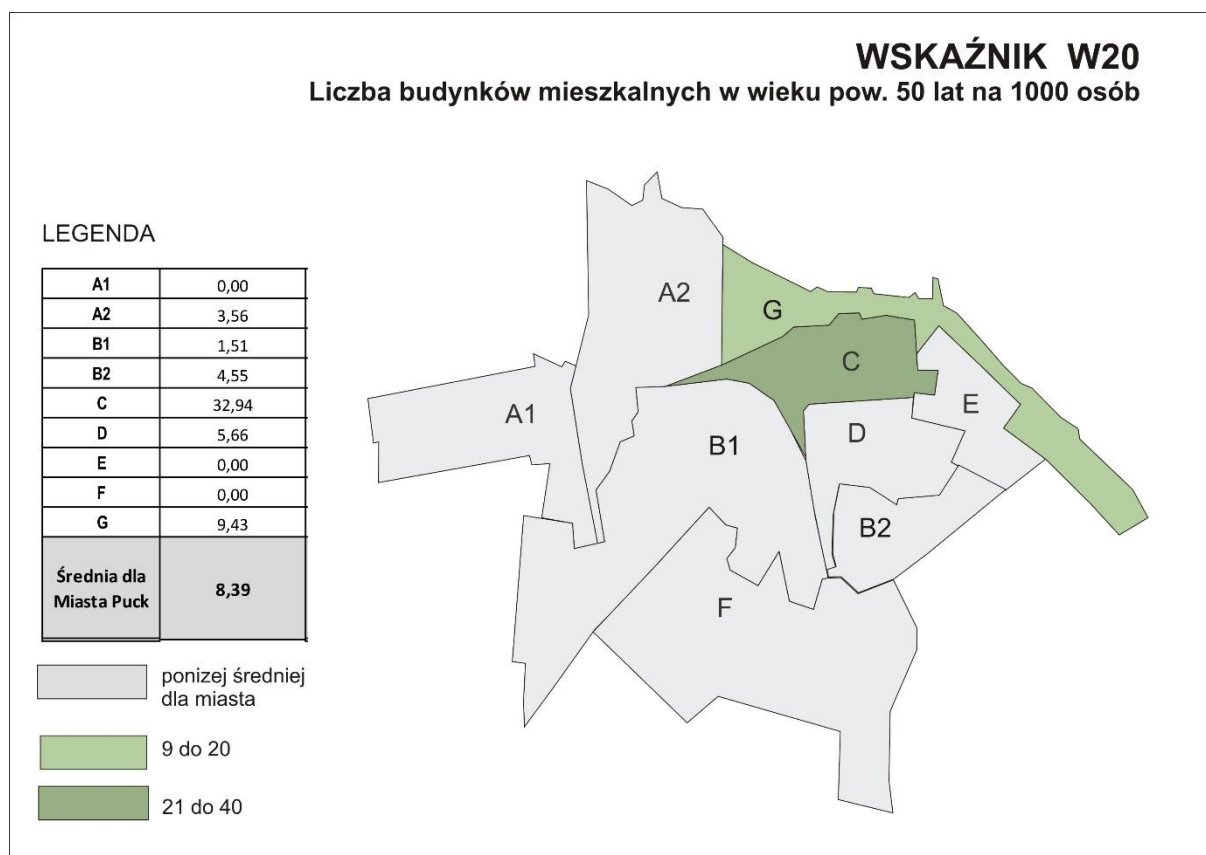 WSKAŹNIK W20
Liczba budynków mieszkalnych w wieku pow. 50 lat na 1000 osób
LEGENDA
A1 0,00
A2 3,56
B1 1,51
B2 4,55
C 32,94
D 5,66
E 0,00
F 0,00
G 9,43
Średnia dla
Miasta Puck 8,39
ponizej średniej
dla miasta
9 do 20
21 do 40
A2
G
C
A1
E
B1
D
B2
F